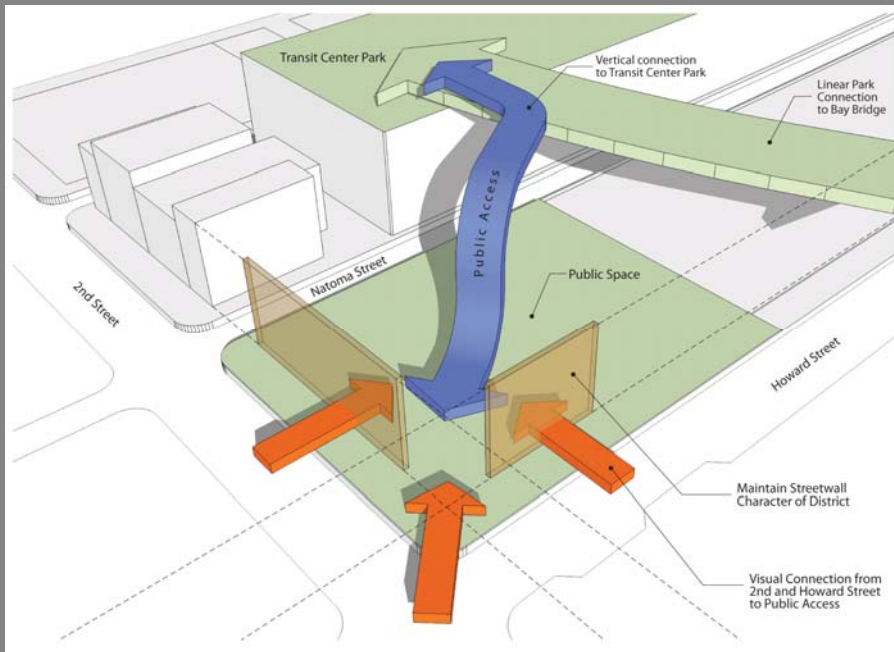 Transit Center Park
Vertical connection
to Transit Center Park
Linear Park
Connection
to Bay Bridge
Public Access
Public Space
Natoma Street
2nd Street
Howard Street
Maintain Streetwall
Character of District
Visual Connection from
2nd and Howard Street
to Public Access